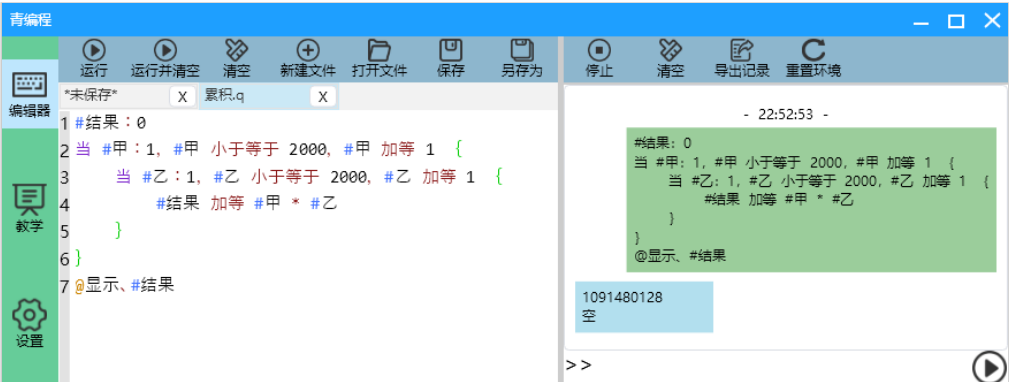 青编程
运行 运行并清空 清空 新建文件 打开文件 保存 另存为 停止 清空 导出记录 重置环境
编辑器
教学
设置
*未保存* X 累积.q X
1 #结果：0
2 当 #甲：1, #甲 小于等于 2000, #甲 加等 1 {
3 当 #乙：1, #乙 小于等于 2000, #乙 加等 1 {
4 #结果 加等 #甲 * #乙
5 }
6 }
7 @显示、#结果
- 22:52:53 -
#结果：0
当 #甲：1, #甲 小于等于 2000, #甲 加等 1 {
当 #乙：1, #乙 小于等于 2000, #乙 加等 1 {
#结果 加等 #甲 * #乙
}
}
@显示、#结果
1091480128
空
>>